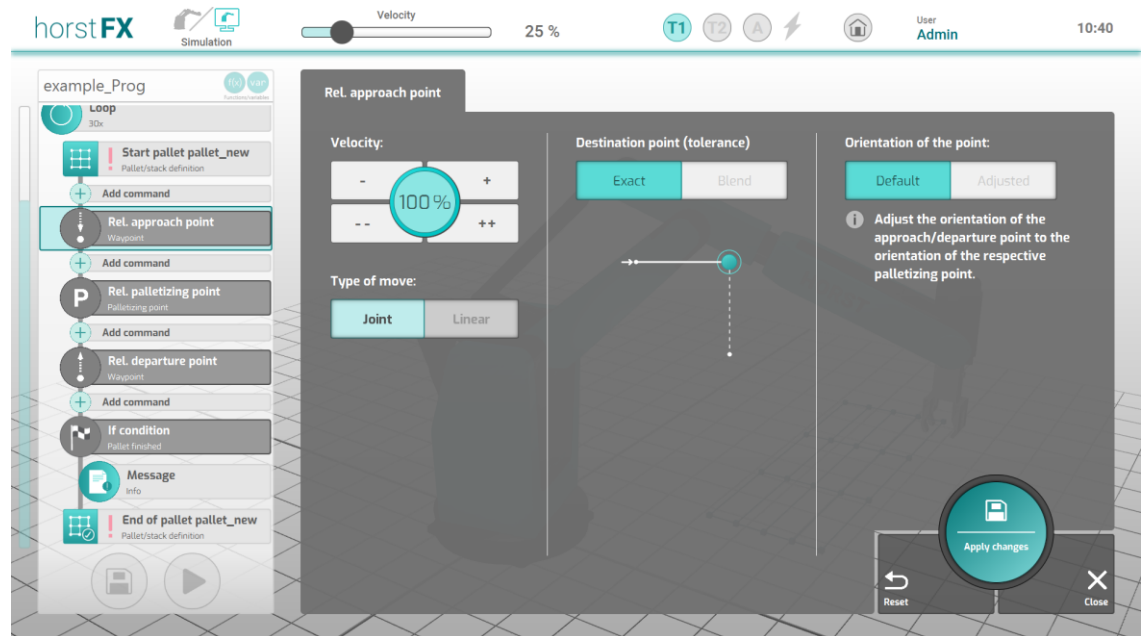 horstFX
Simulation
Velocity
25 %
T1
T2
A
User
Admin
10:40
example_Prog
f(x)
var
Functions/variables
Loop
30x
Start pallet pallet_new
Pallet/stack definition
Add command
Rel. approach point
Waypoint
Add command
P
Rel. palletizing point
Palletizing point
Add command
Rel. departure point
Waypoint
Add command
If condition
Pallet finished
Message
Info
End of pallet pallet_new
Pallet/stack definition
Rel. approach point
Velocity:
-
+
100 %
- -
++
Type of move:
Joint
Linear
Destination point (tolerance)
Exact
Blend
Orientation of the point:
Default
Adjusted
Adjust the orientation of the
approach/departure point to the
orientation of the respective
palletizing point.
Apply changes
Reset
Close